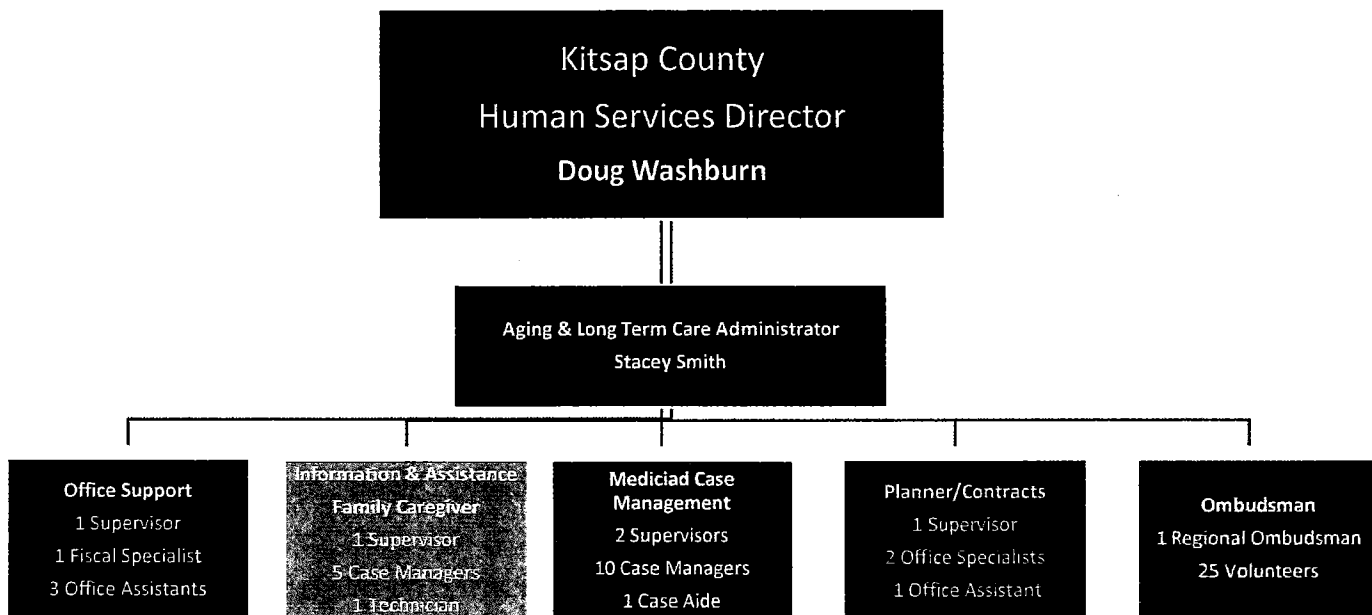 Kitsap County
Human Services Director
Doug Washburn
Aging & Long Term Care Administrator
Stacey Smith
Office Support
1 Supervisor
1 Fiscal Specialist
3 Office Assistants
Information & Assistance
Family Caregiver
1 Supervisor
5 Case Managers
1 Technician
Mediciad Case
Management
2 Supervisors
10 Case Managers
1 Case Aide
Planner/Contracts
1 Supervisor
2 Office Specialists
1 Office Assistant
Ombudsman
1 Regional Ombudsman
25 Volunteers